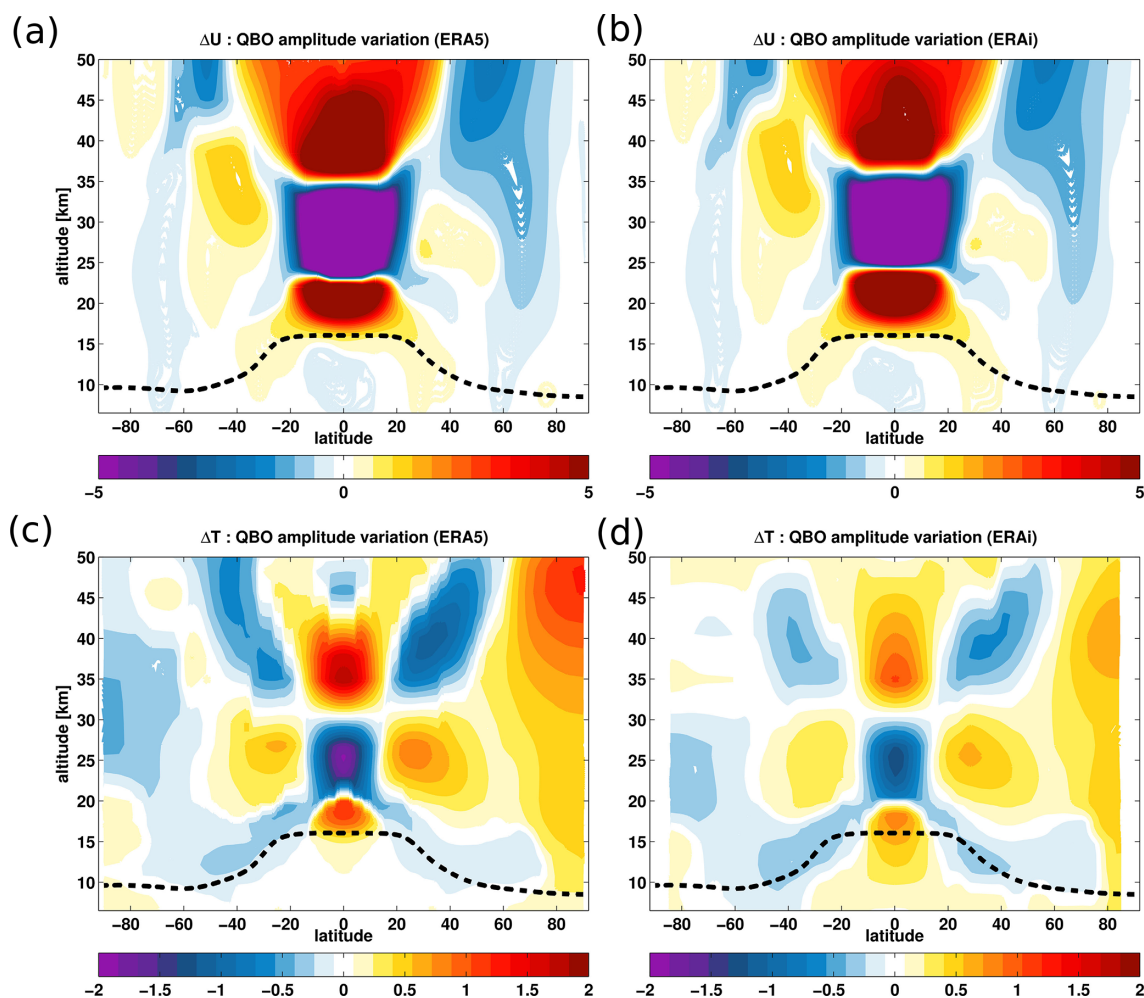 (a)
ΔU : QBO amplitude variation (ERA5)
50
45
40
35
30
25
20
15
10
altitude [km]
−80 −60 −40 −20 0 20 40 60 80
latitude
−5 0 5
(b)
ΔU : QBO amplitude variation (ERAi)
50
45
40
35
30
25
20
15
10
−80 −60 −40 −20 0 20 40 60 80
latitude
−5 0 5
(c)
ΔT : QBO amplitude variation (ERA5)
50
45
40
35
30
25
20
15
10
altitude [km]
−80 −60 −40 −20 0 20 40 60 80
latitude
−2 −1.5 −1 −0.5 0 0.5 1 1.5 2
(d)
ΔT : QBO amplitude variation (ERAi)
50
45
40
35
30
25
20
15
10
−80 −60 −40 −20 0 20 40 60 80
latitude
−2 −1.5 −1 −0.5 0 0.5 1 1.5 2